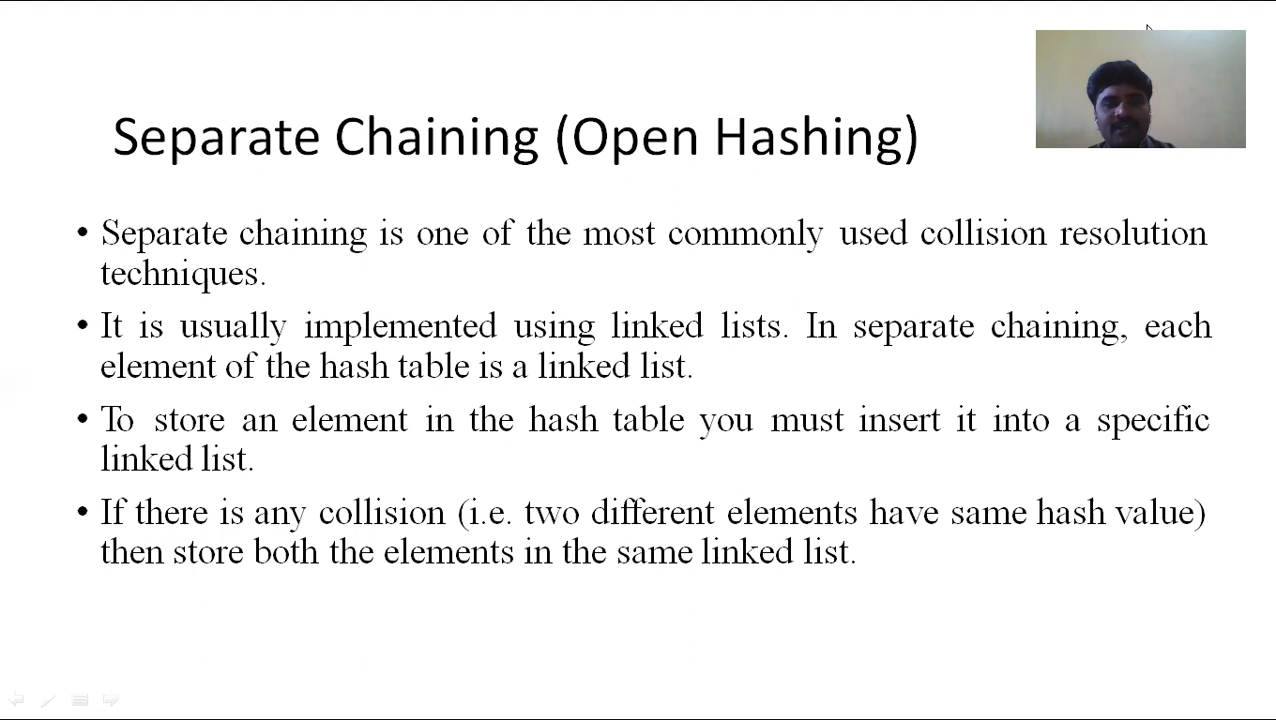 Separate Chaining (Open Hashing)
• Separate chaining is one of the most commonly used collision resolution
techniques.
• It is usually implemented using linked lists. In separate chaining, each
element of the hash table is a linked list.
• To store an element in the hash table you must insert it into a specific
linked list.
• If there is any collision (i.e. two different elements have same hash value)
then store both the elements in the same linked list.